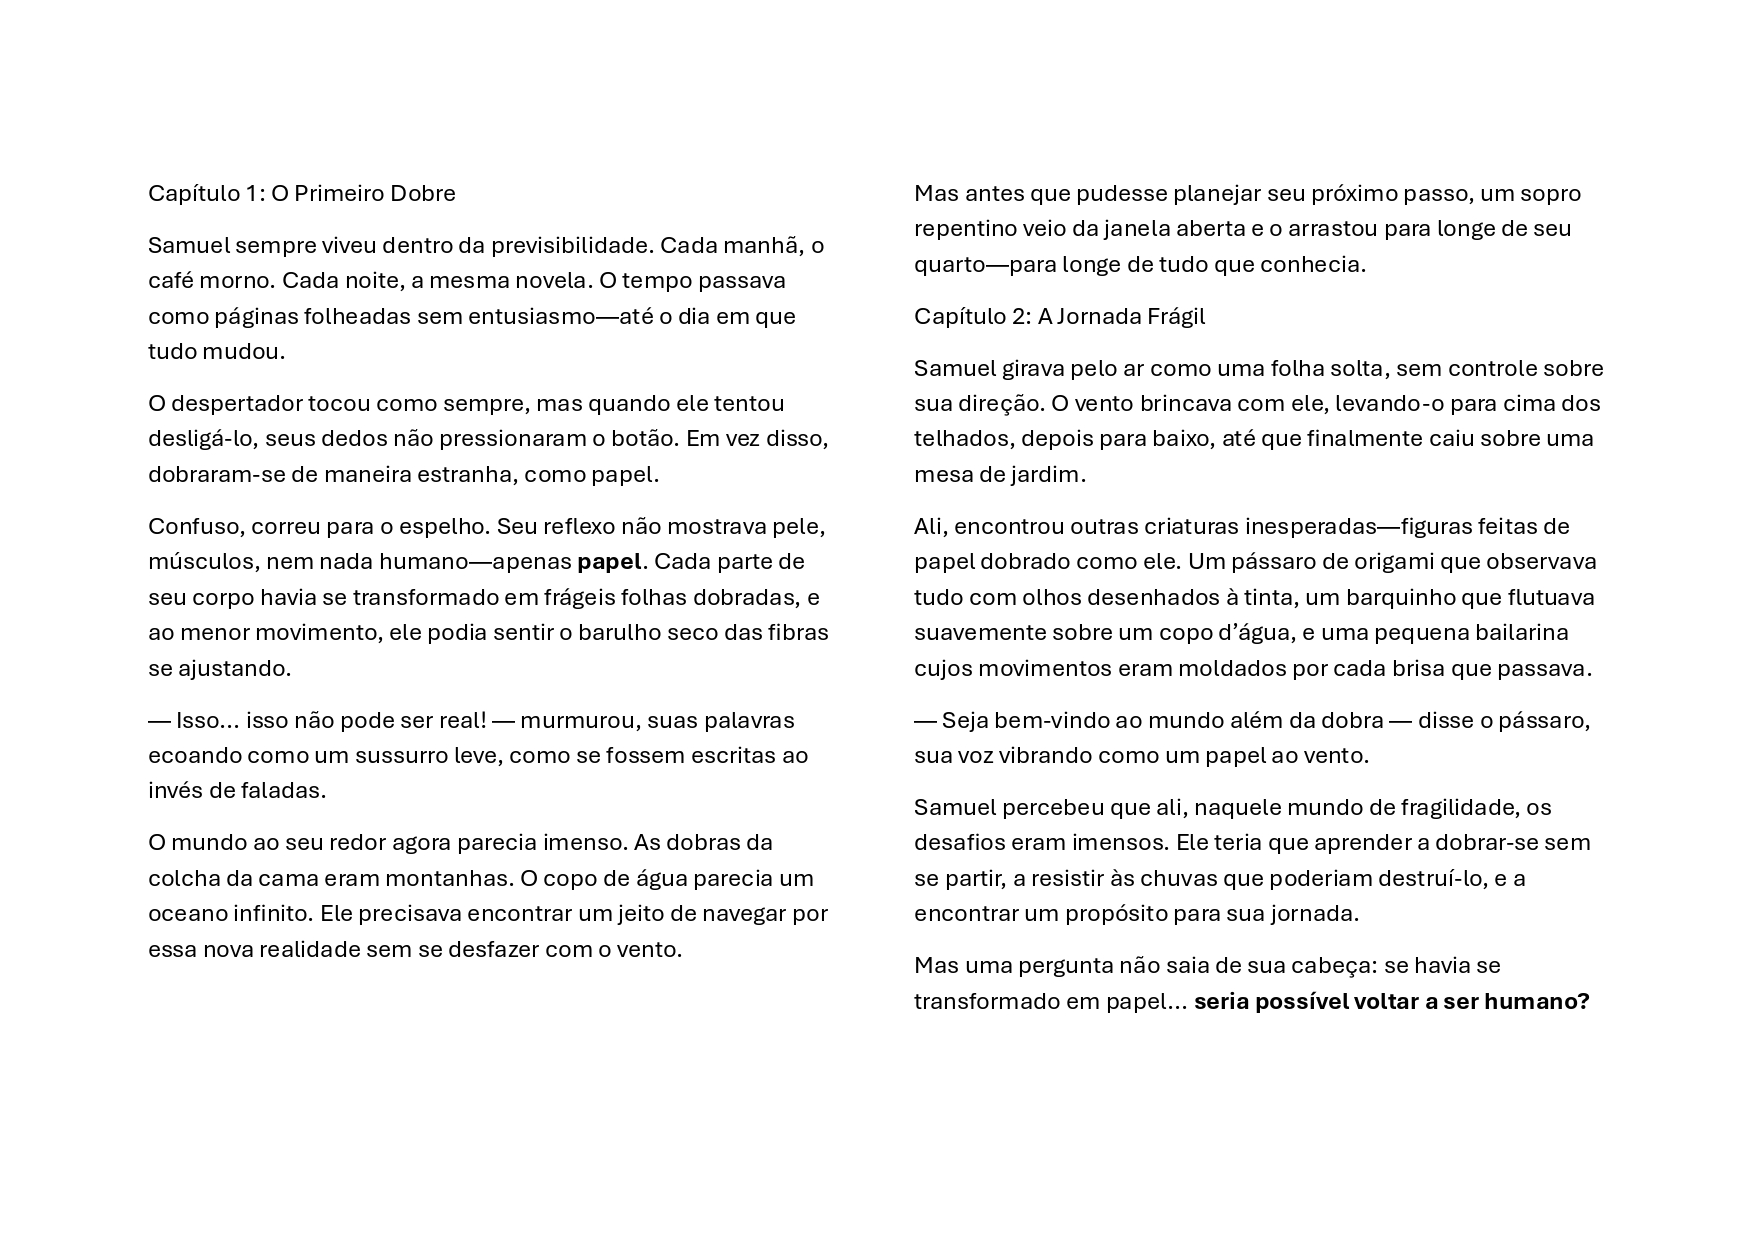 Capítulo 1: O Primeiro Dobre
Samuel sempre viveu dentro da previsibilidade. Cada manhã, o
café morno. Cada noite, a mesma novela. O tempo passava
como páginas folheadas sem entusiasmo—até o dia em que
tudo mudou.
O despertador tocou como sempre, mas quando ele tentou
desligá-lo, seus dedos não pressionaram o botão. Em vez disso,
dobraram-se de maneira estranha, como papel.
Confuso, correu para o espelho. Seu reflexo não mostrava pele,
músculos, nem nada humano—apenas papel. Cada parte de
seu corpo havia se transformado em frágeis folhas dobradas, e
ao menor movimento, ele podia sentir o barulho seco das fibras
se ajustando.
— Isso... isso não pode ser real! — murmurou, suas palavras
ecoando como um sussurro leve, como se fossem escritas ao
invés de faladas.
O mundo ao seu redor agora parecia imenso. As dobras da
colcha da cama eram montanhas. O copo de água parecia um
oceano infinito. Ele precisava encontrar um jeito de navegar por
essa nova realidade sem se desfazer com o vento.
Mas antes que pudesse planejar seu próximo passo, um sopro
repentino veio da janela aberta e o arrastou para longe de seu
quarto—para longe de tudo que conhecia.
Capítulo 2: A Jornada Frágil
Samuel girava pelo ar como uma folha solta, sem controle sobre
sua direção. O vento brincava com ele, levando-o para cima dos
telhados, depois para baixo, até que finalmente caiu sobre uma
mesa de jardim.
Ali, encontrou outras criaturas inesperadas—figuras feitas de
papel dobrado como ele. Um pássaro de origami que observava
tudo com olhos desenhados à tinta, um barquinho que flutuava
suavemente sobre um copo d’água, e uma pequena bailarina
cujos movimentos eram moldados por cada brisa que passava.
— Seja bem-vindo ao mundo além da dobra — disse o pássaro,
sua voz vibrando como um papel ao vento.
Samuel percebeu que ali, naquele mundo de fragilidade, os
desafios eram imensos. Ele teria que aprender a dobrar-se sem
se partir, a resistir às chuvas que poderiam destruí-lo, e a
encontrar um propósito para sua jornada.
Mas uma pergunta não saia de sua cabeça: se havia se
transformado em papel... seria possível voltar a ser humano?